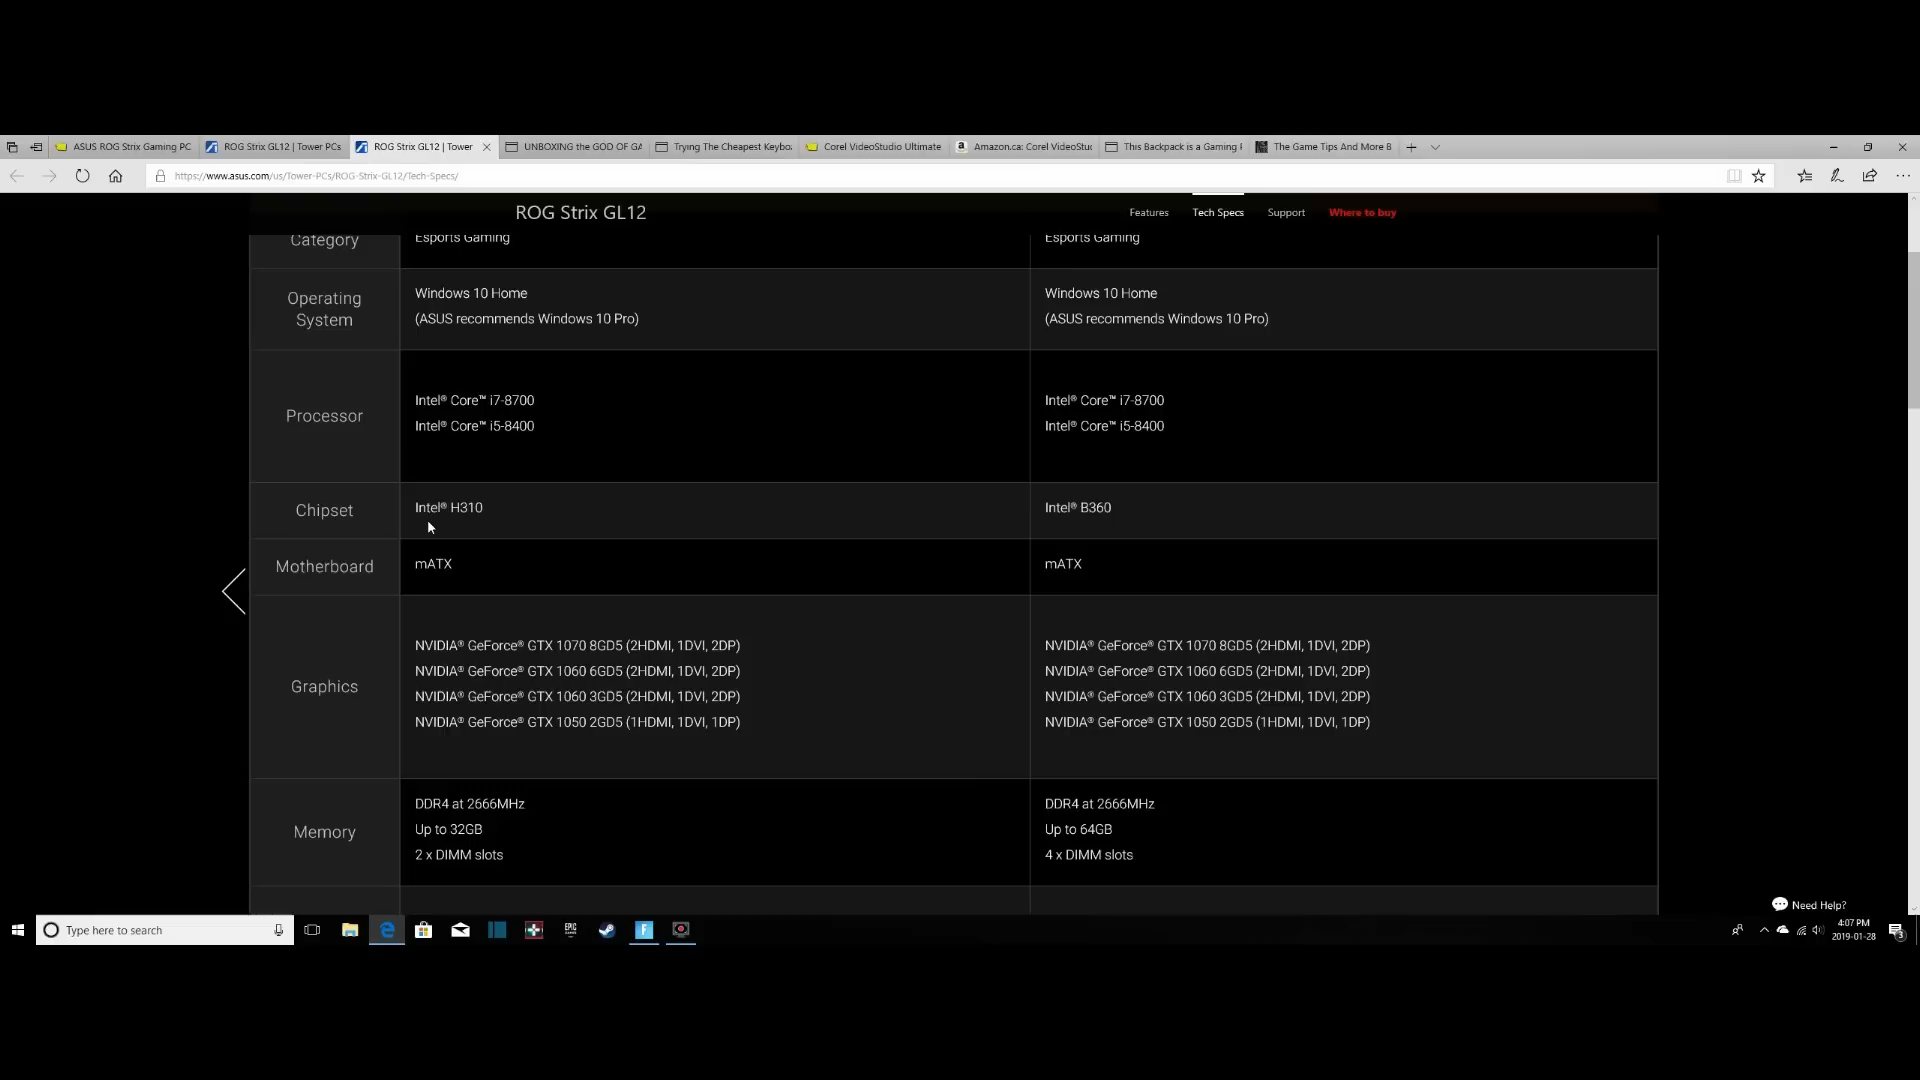 ASUS ROG Strix Gaming PC
ROG Strix GL12 | Tower PCs
ROG Strix GL12 | Tower
UNBOXING the GOD OF GA
Trying The Cheapest Keybo
Corel VideoStudio Ultimate
Amazon.ca: Corel VideoStu
This Backpack is a Gaming
The Game Tips And More B
https://www.asus.com/us/Tower-PCs/ROG-Strix-GL12/Tech-Specs/
ROG Strix GL12
Features
Tech Specs
Support
Where to buy
Category
Esports Gaming
Esports Gaming
Operating
System
Windows 10 Home
(ASUS recommends Windows 10 Pro)
Windows 10 Home
(ASUS recommends Windows 10 Pro)
Processor
Intel® Core™ i7-8700
Intel® Core™ i5-8400
Intel® Core™ i7-8700
Intel® Core™ i5-8400
Chipset
Intel® H310
Intel® B360
Motherboard
mATX
mATX
Graphics
NVIDIA® GeForce® GTX 1070 8GD5 (2HDMI, 1DVI, 2DP)
NVIDIA® GeForce® GTX 1060 6GD5 (2HDMI, 1DVI, 2DP)
NVIDIA® GeForce® GTX 1060 3GD5 (2HDMI, 1DVI, 2DP)
NVIDIA® GeForce® GTX 1050 2GD5 (1HDMI, 1DVI, 1DP)
NVIDIA® GeForce® GTX 1070 8GD5 (2HDMI, 1DVI, 2DP)
NVIDIA® GeForce® GTX 1060 6GD5 (2HDMI, 1DVI, 2DP)
NVIDIA® GeForce® GTX 1060 3GD5 (2HDMI, 1DVI, 2DP)
NVIDIA® GeForce® GTX 1050 2GD5 (1HDMI, 1DVI, 1DP)
Memory
DDR4 at 2666MHz
Up to 32GB
2 x DIMM slots
DDR4 at 2666MHz
Up to 64GB
4 x DIMM slots
Need Help?
Type here to search
EPIC
4:07 PM
2019-01-28
3